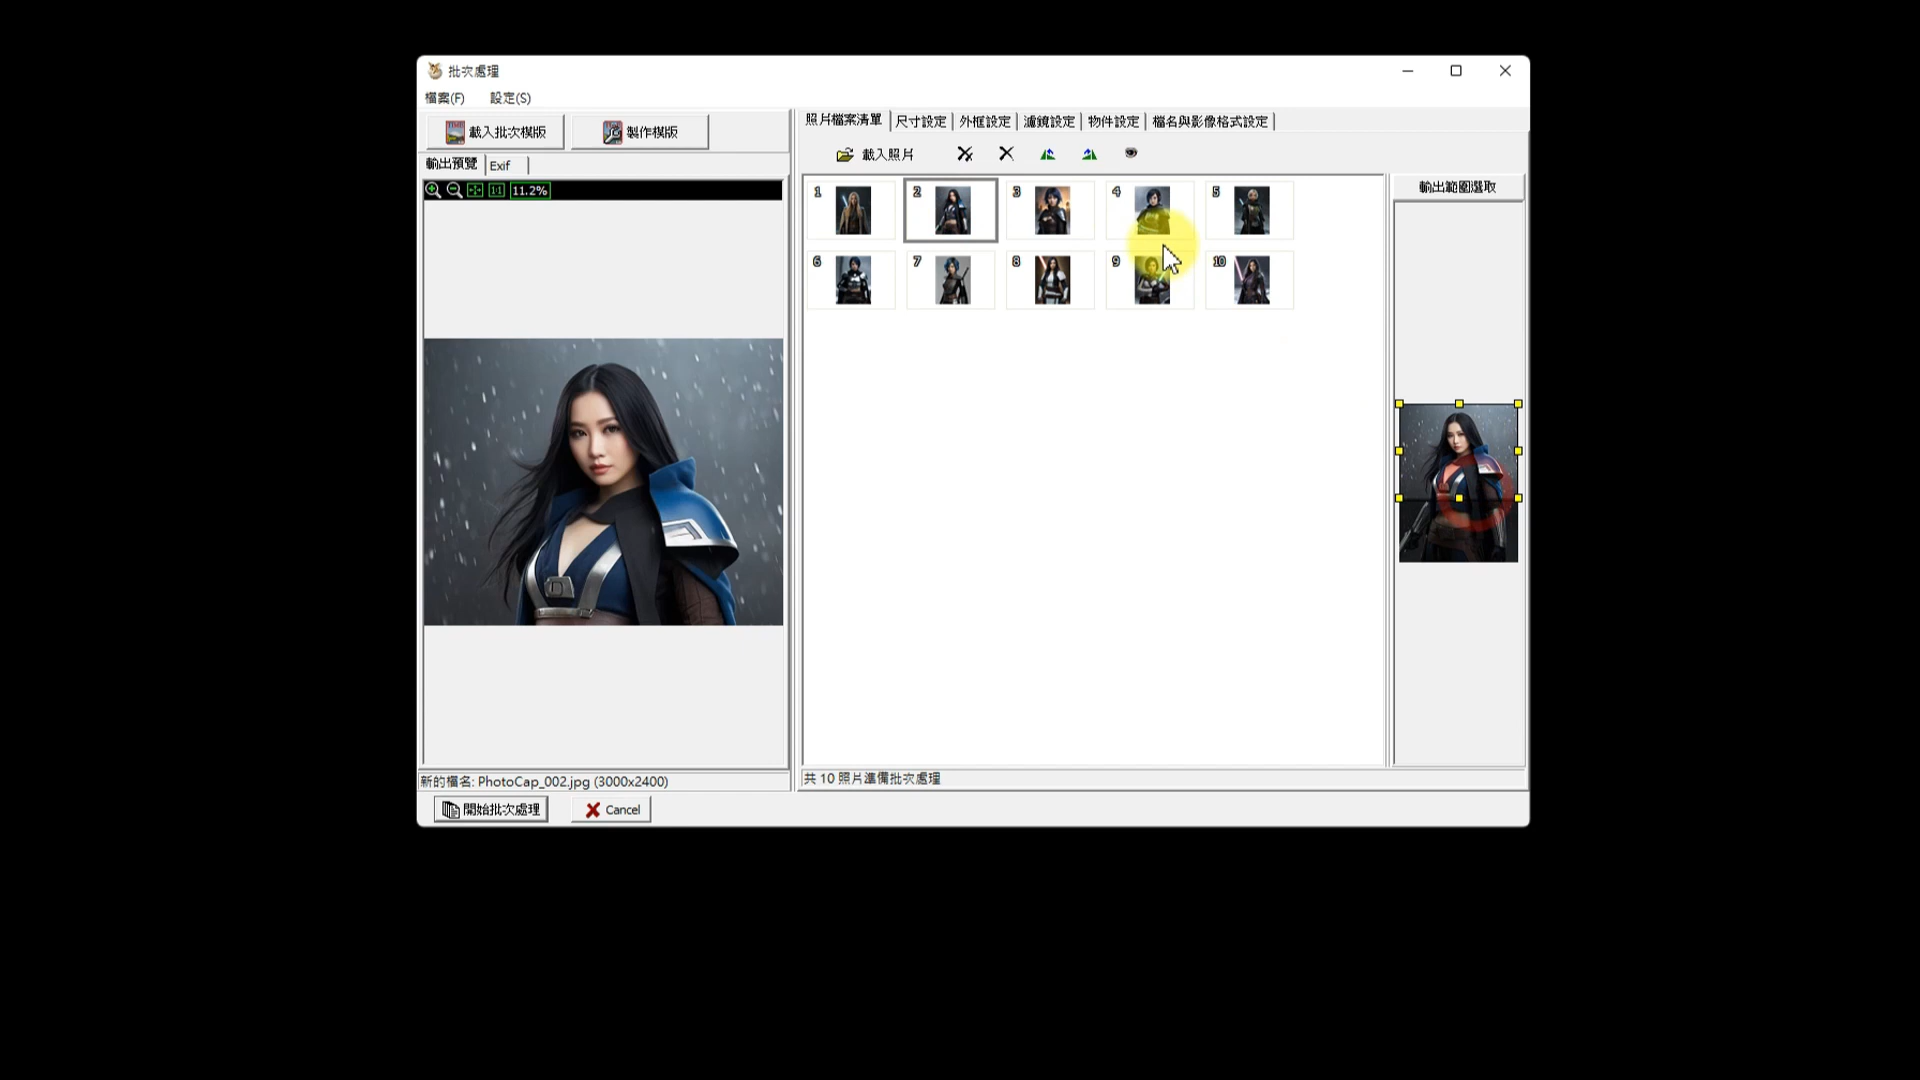 批次處理
檔案(F) 設定(S)
載入批次模版 製作模版
輸出預覽 Exif
11.2%
照片檔案清單 尺寸設定 外框設定 濾鏡設定 物件設定 檔名與影像格式設定
載入照片
1 2 3 4 5
6 7 8 9 10
輸出範圍選取
新的檔名: PhotoCap_002.jpg (3000x2400)
共 10 照片準備批次處理
開始批次處理 Cancel